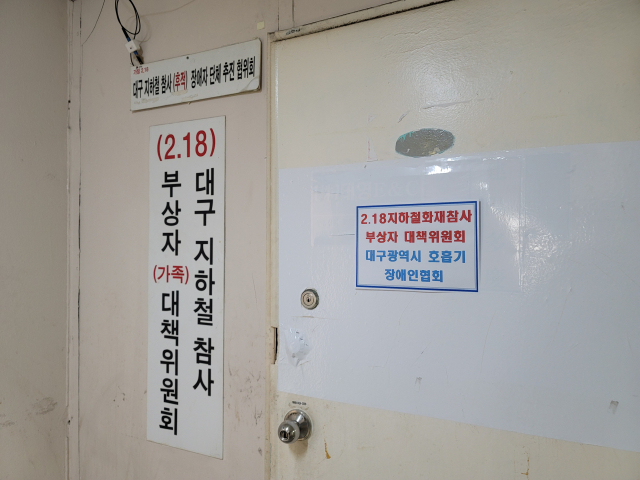 대구 지하철 참사 (후적) 장애자 단체 추진 협위회
(2.18)
대구 지하철 참사
부상자 (가족) 대책위원회
2.18지하철화재참사
부상자 대책위원회
대구광역시 호흡기
장애인협회